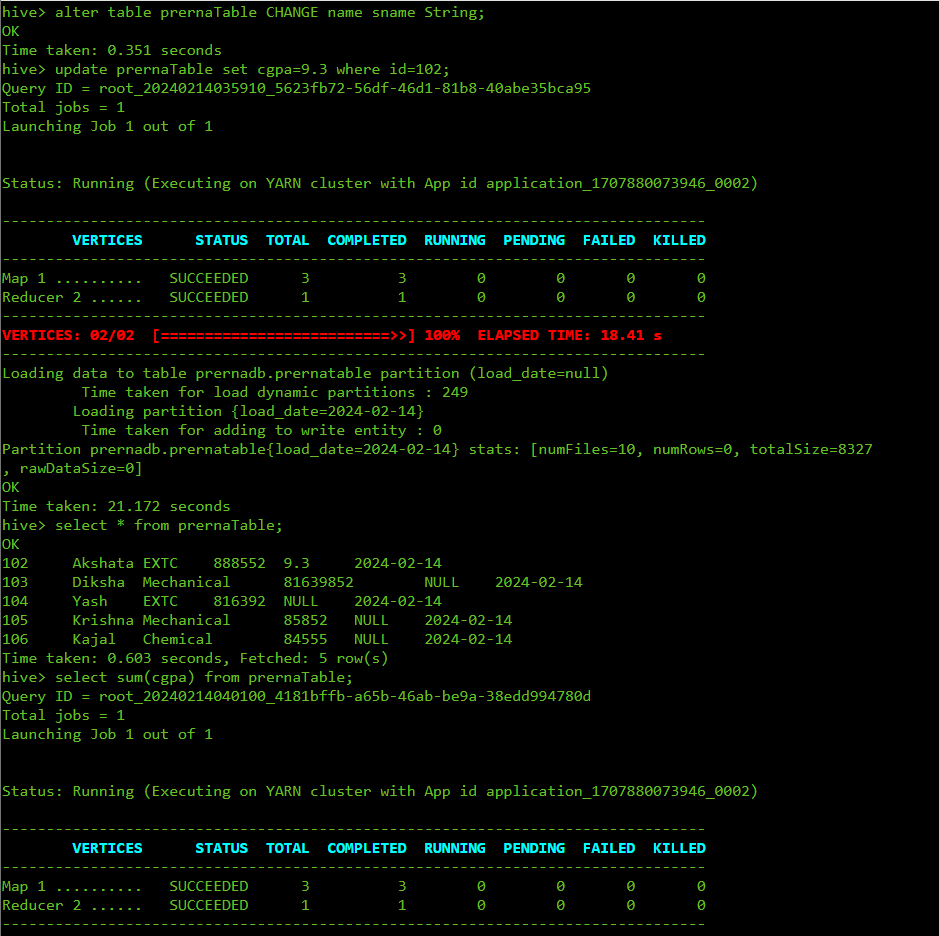 hive> alter table prernaTable CHANGE name sname String;
OK
Time taken: 0.351 seconds
hive> update prernaTable set cgpa=9.3 where id=102;
Query ID = root_20240214035910_5623fb72-56df-46d1-81b8-40abe35bca95
Total jobs = 1
Launching Job 1 out of 1
Status: Running (Executing on YARN cluster with App id application_1707880073946_0002)
--------------------------------------------------------------------------------
        VERTICES      STATUS  TOTAL  COMPLETED  RUNNING  PENDING  FAILED  KILLED
--------------------------------------------------------------------------------
Map 1 ..........   SUCCEEDED      3          3        0        0       0       0
Reducer 2 ......   SUCCEEDED      1          1        0        0       0       0
--------------------------------------------------------------------------------
VERTICES: 02/02  [==========================>>] 100%  ELAPSED TIME: 18.41 s
--------------------------------------------------------------------------------
Loading data to table prernadb.prernatable partition (load_date=null)
         Time taken for load dynamic partitions : 249
        Loading partition {load_date=2024-02-14}
         Time taken for adding to write entity : 0
Partition prernadb.prernatable{load_date=2024-02-14} stats: [numFiles=10, numRows=0, totalSize=8327
, rawDataSize=0]
OK
Time taken: 21.172 seconds
hive> select * from prernaTable;
OK
102     Akshata EXTC    888552  9.3     2024-02-14
103     Diksha  Mechanical      81639852        NULL    2024-02-14
104     Yash    EXTC    816392  NULL    2024-02-14
105     Krishna Mechanical      85852   NULL    2024-02-14
106     Kajal   Chemical        84555   NULL    2024-02-14
Time taken: 0.603 seconds, Fetched: 5 row(s)
hive> select sum(cgpa) from prernaTable;
Query ID = root_20240214040100_4181bffb-a65b-46ab-be9a-38edd994780d
Total jobs = 1
Launching Job 1 out of 1
Status: Running (Executing on YARN cluster with App id application_1707880073946_0002)
--------------------------------------------------------------------------------
        VERTICES      STATUS  TOTAL  COMPLETED  RUNNING  PENDING  FAILED  KILLED
--------------------------------------------------------------------------------
Map 1 ..........   SUCCEEDED      3          3        0        0       0       0
Reducer 2 ......   SUCCEEDED      1          1        0        0       0       0
--------------------------------------------------------------------------------